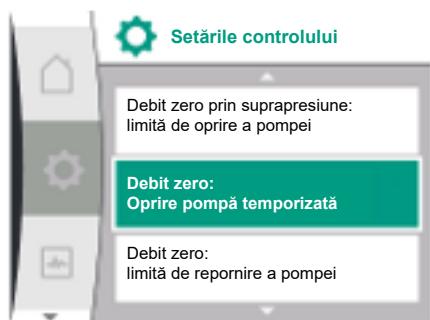 Setările controlului
Debit zero prin suprapresiune:
limită de oprire a pompei
Debit zero:
Oprire pompă temporizată
Debit zero:
limită de repornire a pompei